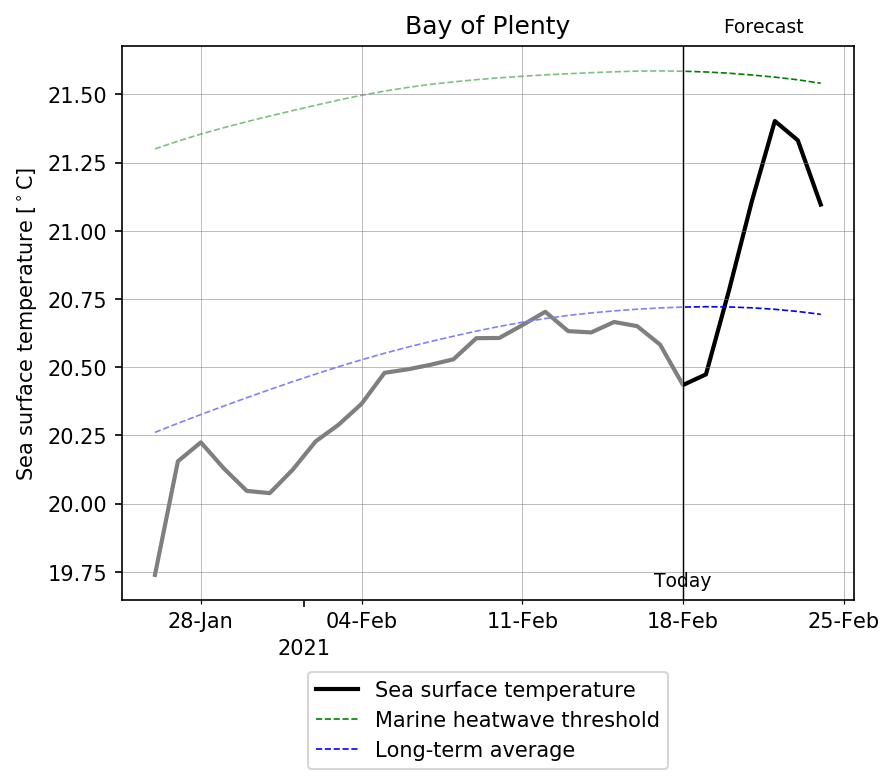 Bay of Plenty
Forecast
Sea surface temperature [°C]
21.50
21.25
21.00
20.75
20.50
20.25
20.00
19.75
Today
28-Jan 04-Feb 11-Feb 18-Feb 25-Feb
2021
Sea surface temperature
Marine heatwave threshold
Long-term average